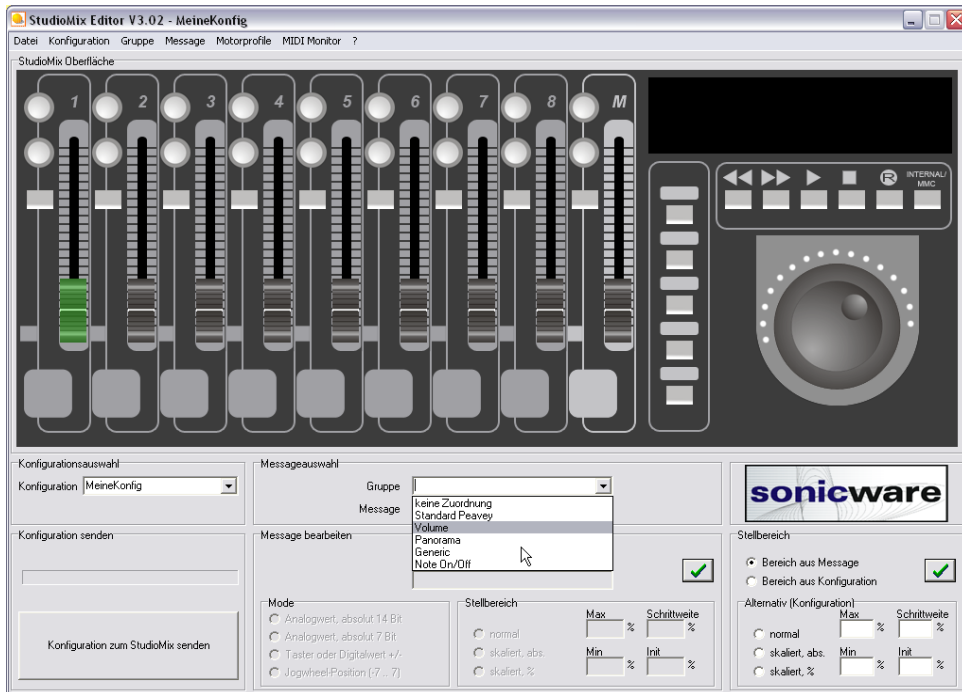 StudioMix Editor V3.02 - MeineKonfig
Datei Konfiguration Gruppe Message Motorprofile MIDI Monitor ?
StudioMix Oberfläche
1 2 3 4 5 6 7 8 M
R INTERNAL/
MMC
Konfigurationsauswahl
Konfiguration MeineKonfig
Messageauswahl
Gruppe
Message
keine Zuordnung
Standard Peavey
Volume
Panorama
Generic
Note On/Off
sonicware
Konfiguration senden
Konfiguration zum StudioMix senden
Message bearbeiten
Mode
Analogwert, absolut 14 Bit
Analogwert, absolut 7 Bit
Taster oder Digitalwert +/-
Jogwheel-Position (-7 ... 7)
Stellbereich
normal
skaliert, abs.
skaliert, %
Max Schrittweite
% %
Min Init
% %
Stellbereich
Bereich aus Message
Bereich aus Konfiguration
Alternativ (Konfiguration)
normal
skaliert, abs.
skaliert, %
Max Schrittweite
% %
Min Init
% %